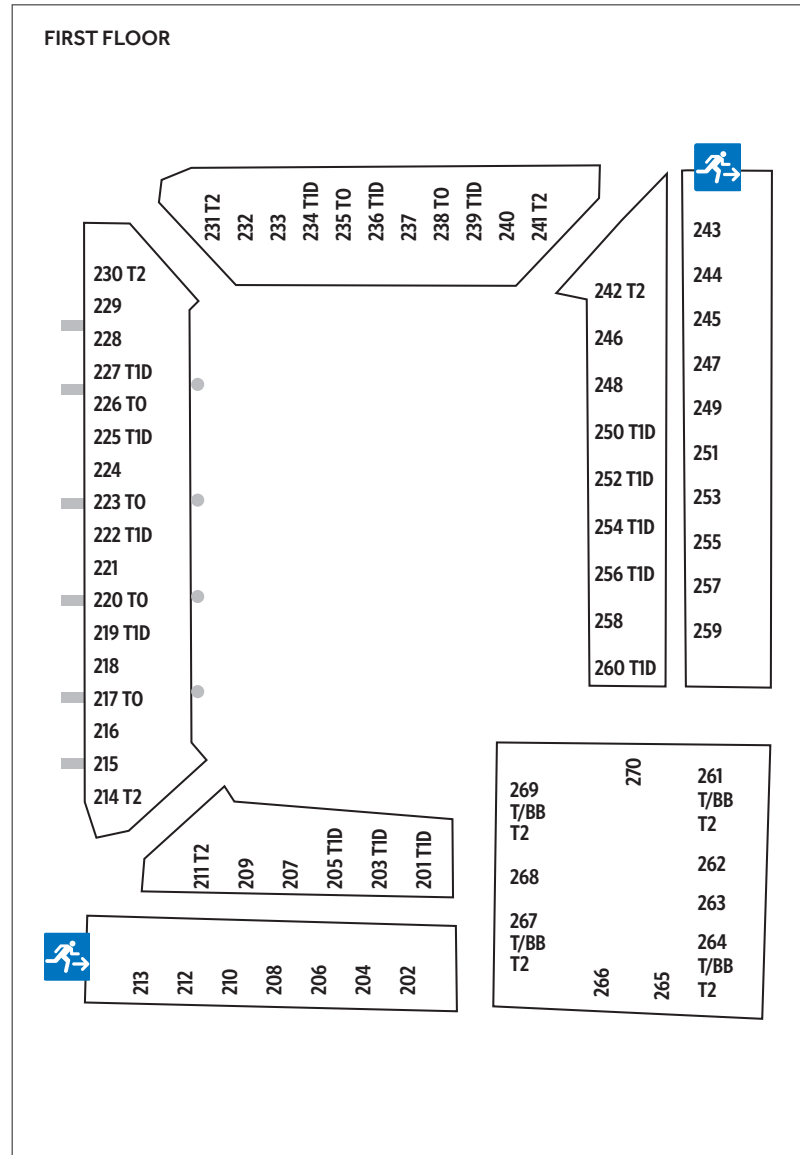 FIRST FLOOR
231 T2
232
233
234 T1D
235 TO
236 T1D
237
238 TO
239 T1D
240
241 T2
230 T2
229
228
227 T1D
226 TO
225 T1D
224
223 TO
222 T1D
221
220 TO
219 T1D
218
217 TO
216
215
214 T2
242 T2
246
248
250 T1D
252 T1D
254 T1D
256 T1D
258
260 T1D
243
244
245
247
249
251
253
255
257
259
211 T2
209
207
205 T1D
203 T1D
201 T1D
213
212
210
208
206
204
202
269
T/BB
T2
268
267
T/BB
T2
270
266
265
261
T/BB
T2
262
263
264
T/BB
T2